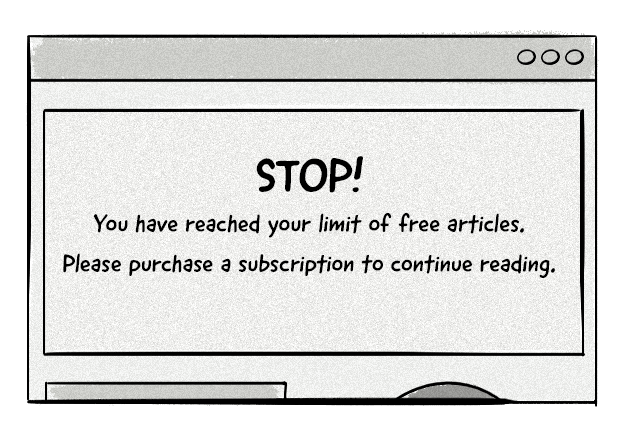 STOP!
You have reached your limit of free articles.
Please purchase a subscription to continue reading.